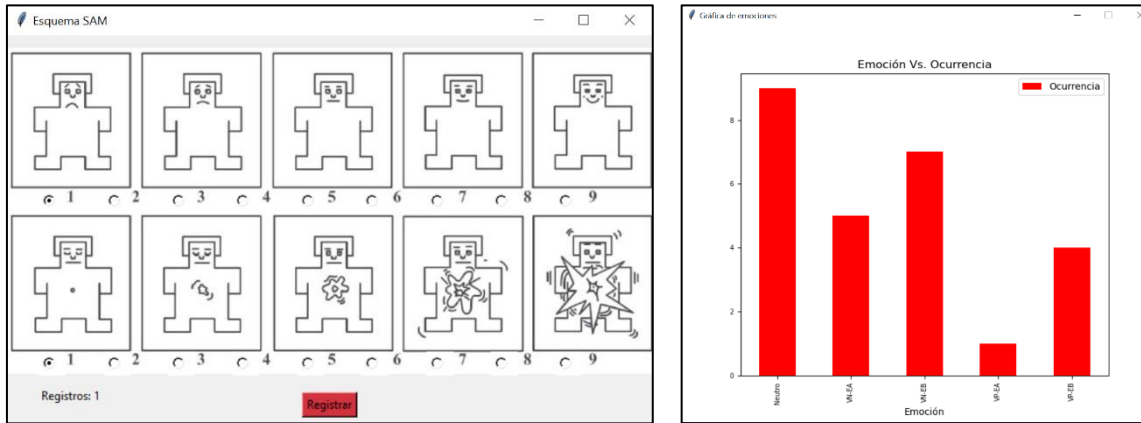 Esquema SAM
1 2 3 4 5 6 7 8 9
1 2 3 4 5 6 7 8 9
Registros: 1
Registrar
Gráfica de emociones
Emoción Vs. Ocurrencia
Ocurrencia
8
6
4
2
0
Neutro
VN-EA
VN-EB
VP-EA
VP-EB
Emoción